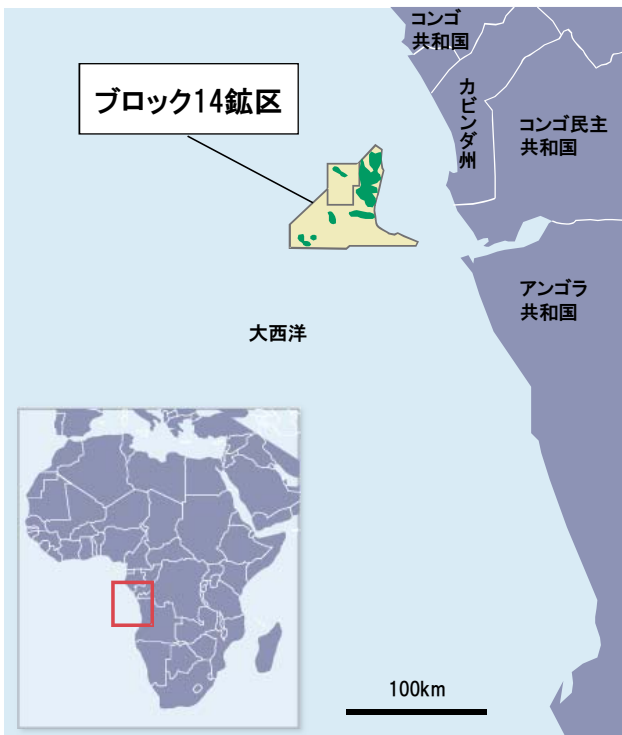 コンゴ
共和国
ブロック14鉱区
カビンダ州
コンゴ民主
共和国
アンゴラ
共和国
大西洋
100km